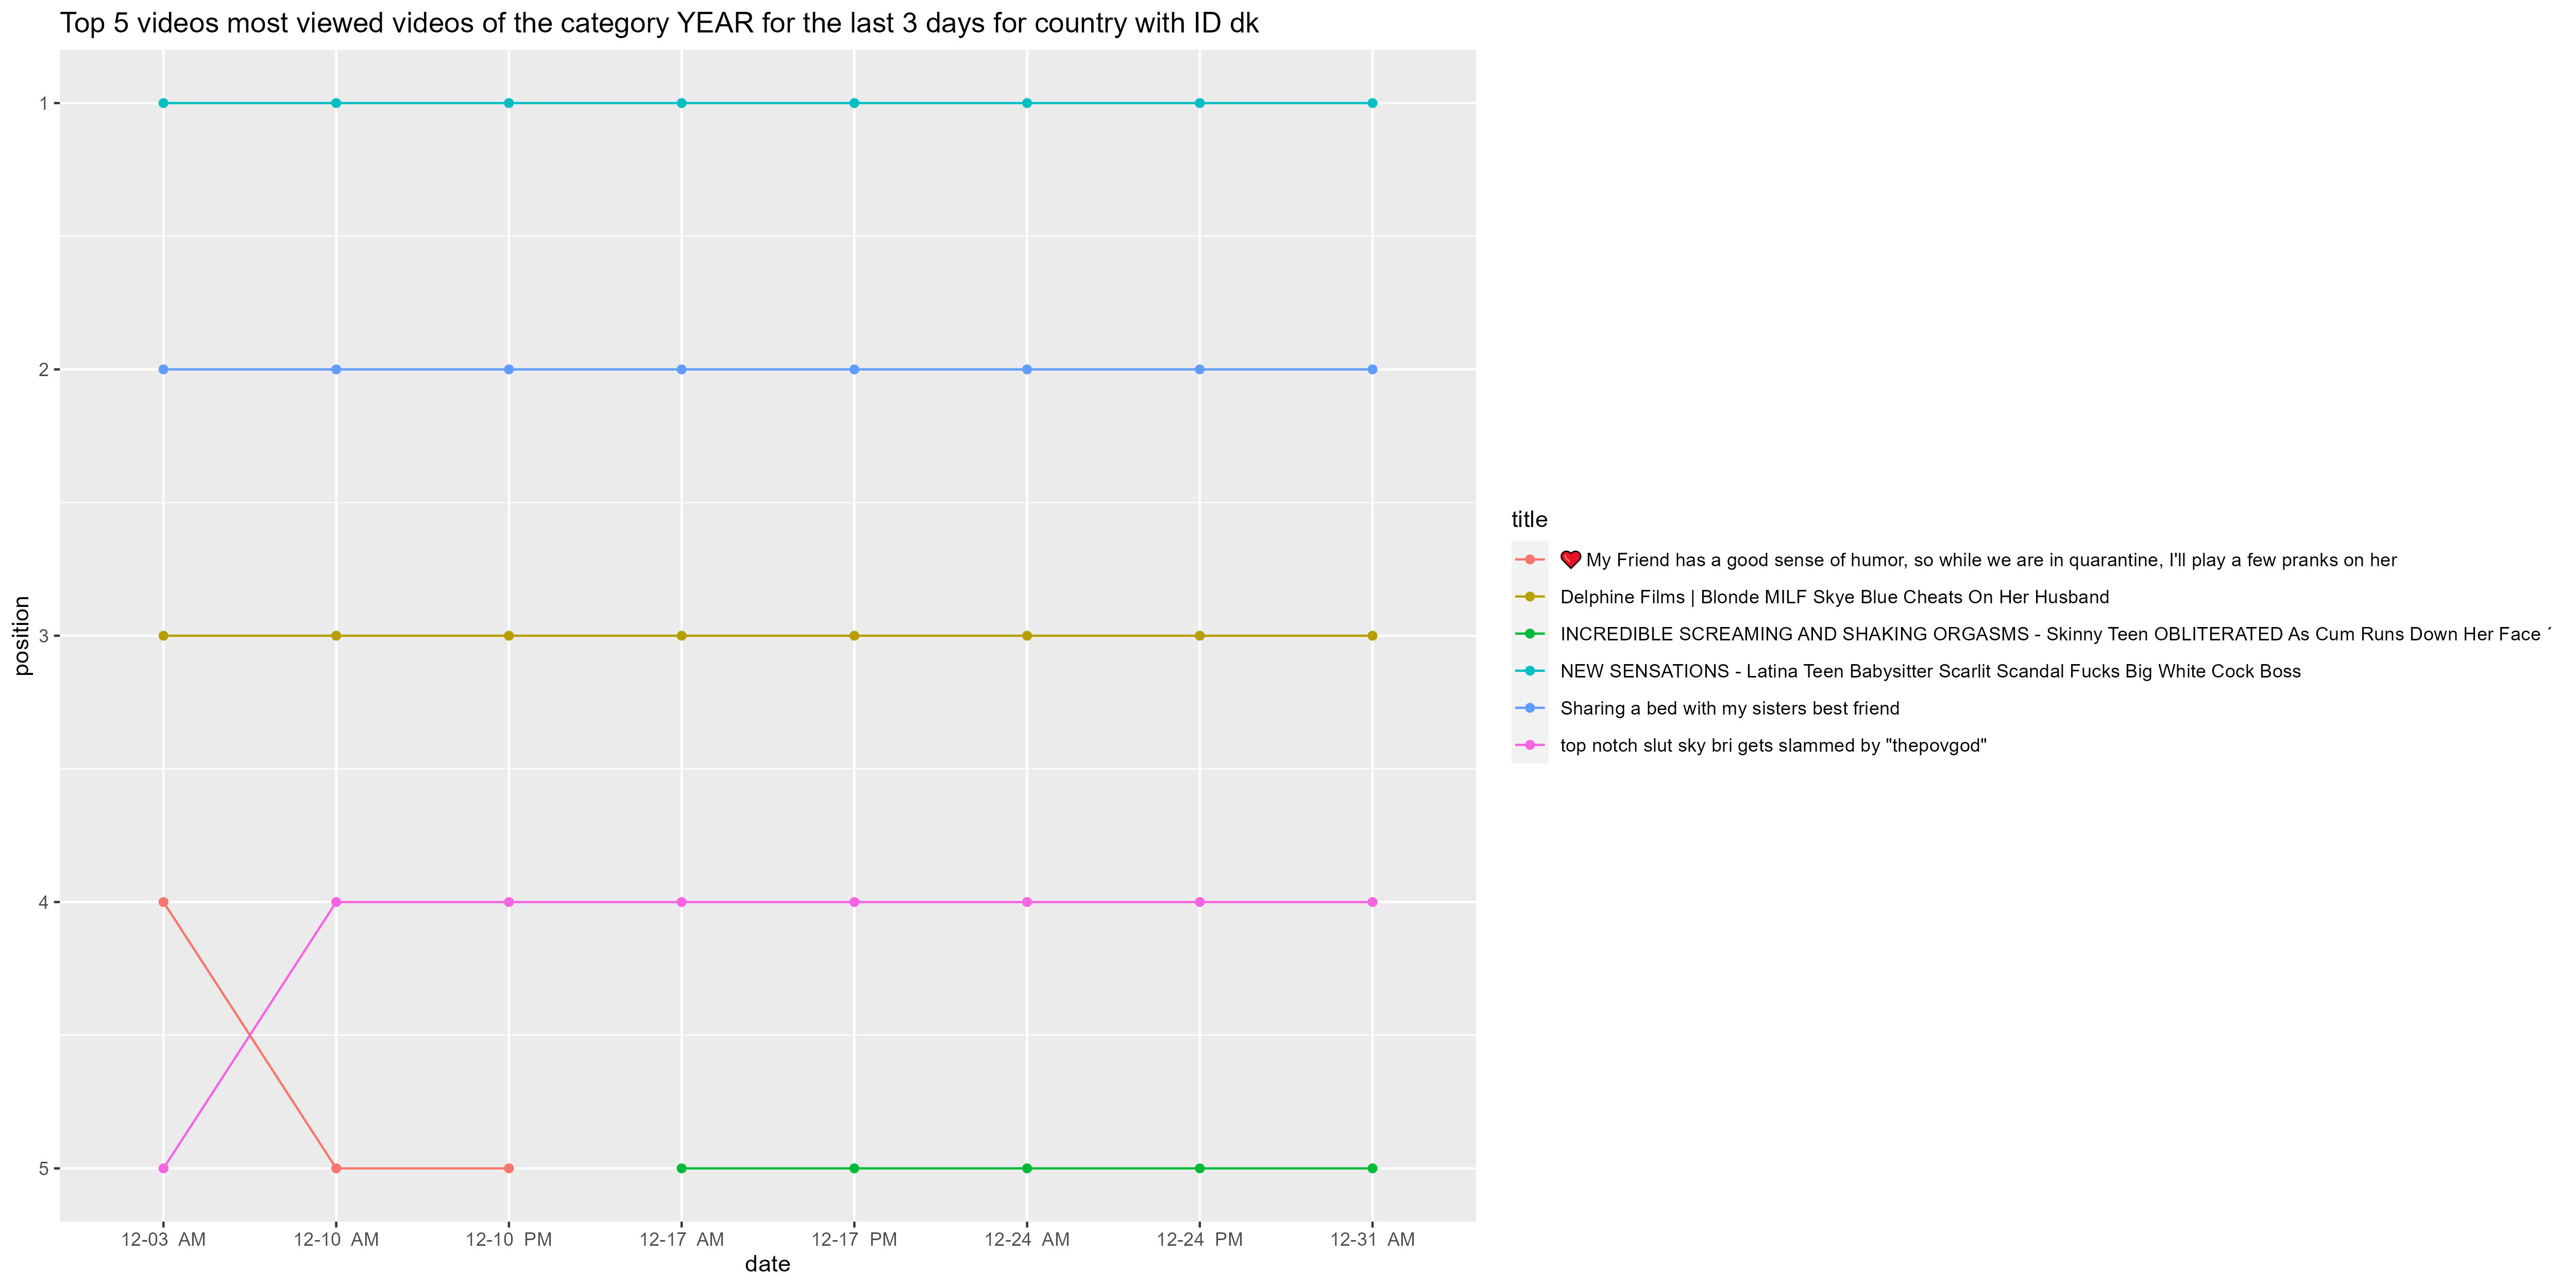 Top 5 videos most viewed videos of the category YEAR for the last 3 days for country with ID dk
1
2
3
4
5
position
12-03 AM
12-10 AM
12-10 PM
12-17 AM
12-17 PM
12-24 AM
12-24 PM
12-31 AM
date
title
❤ My Friend has a good sense of humor, so while we are in quarantine, I'll play a few pranks on her
Delphine Films | Blonde MILF Skye Blue Cheats On Her Husband
INCREDIBLE SCREAMING AND SHAKING ORGASMS - Skinny Teen OBLITERATED As Cum Runs Down Her Face
NEW SENSATIONS - Latina Teen Babysitter Scarlit Scandal Fucks Big White Cock Boss
Sharing a bed with my sisters best friend
top notch slut sky bri gets slammed by "thepovgod"